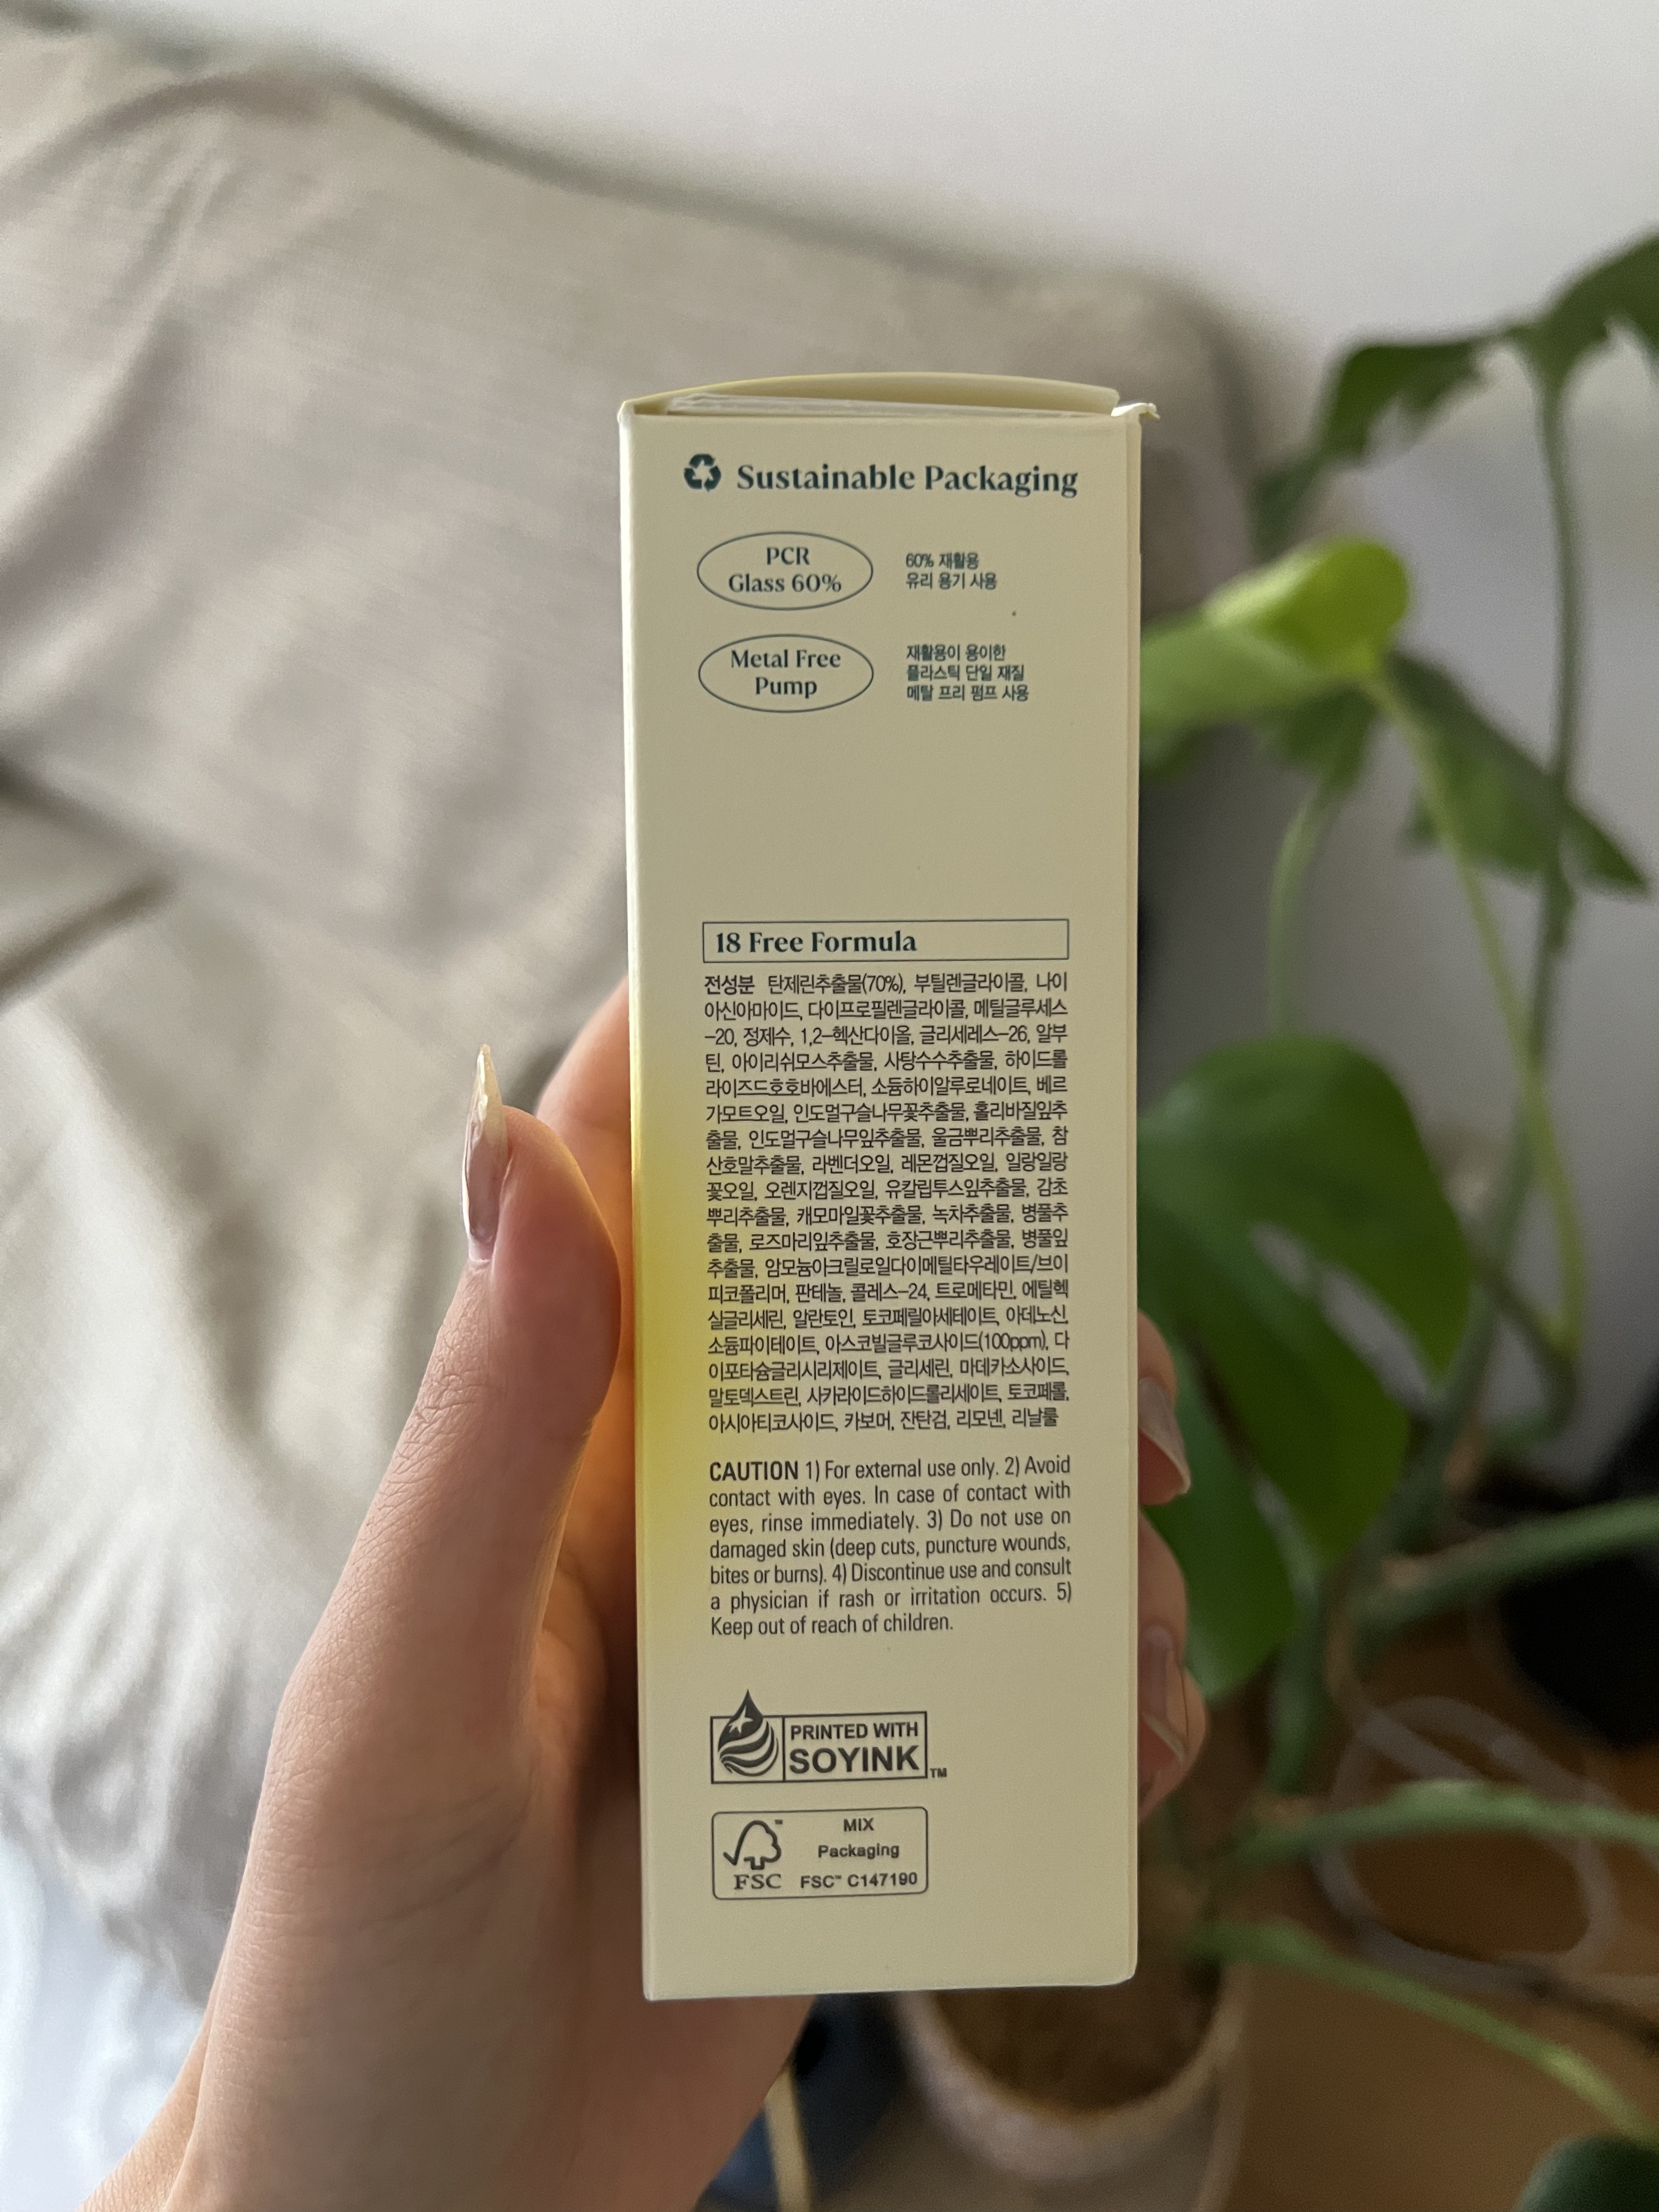 Sustainable Packaging
PCR
Glass 60%
60% 재활용
유리 용기 사용
Metal Free
Pump
재활용이 용이한
플라스틱 단일 재질
메탈 프리 펌프 사용
18 Free Formula
전성분 탄제린추출물(70%), 부틸렌글라이콜, 나이
아신아마이드, 다이프로필렌글라이콜, 메틸글루세스
-20, 정제수, 1,2-헥산다이올, 글리세레스-26, 알부
틴, 아이리쉬모스추출물, 사탕수수추출물, 하이드롤
라이즈드호호바에스터, 소듐하이알루로네이트, 베르
가모트오일, 인도멀구슬나무꽃추출물, 홀리바질잎추
출물, 인도멀구슬나무잎추출물, 울금뿌리추출물, 참
산호말추출물, 라벤더오일, 레몬껍질오일, 일랑일랑
꽃오일, 오렌지껍질오일, 유칼립투스잎추출물, 감초
뿌리추출물, 캐모마일꽃추출물, 녹차추출물, 병풀추
출물, 로즈마리잎추출물, 호장근뿌리추출물, 병풀잎
추출물, 암모늄아크릴로일다이메틸타우레이트/브이
피코폴리머, 판테놀, 콜레스-24, 트로메타민, 에틸헥
실글리세린, 알란토인, 토코페릴아세테이트, 아데노신,
소듐파이테이트, 아스코빌글루코사이드(100ppm), 다
이포타슘글리시리제이트, 글리세린, 마데카소사이드,
말토덱스트린, 사카라이드하이드롤리세이트, 토코페롤,
아시아티코사이드, 카보머, 잔탄검, 리모넨, 리날룰
CAUTION 1) For external use only. 2) Avoid
contact with eyes. In case of contact with
eyes, rinse immediately. 3) Do not use on
damaged skin (deep cuts, puncture wounds,
bites or burns). 4) Discontinue use and consult
a physician if rash or irritation occurs. 5)
Keep out of reach of children.
PRINTED WITH
SOYINK™
FSC™
MIX
Packaging
FSC™ C147190